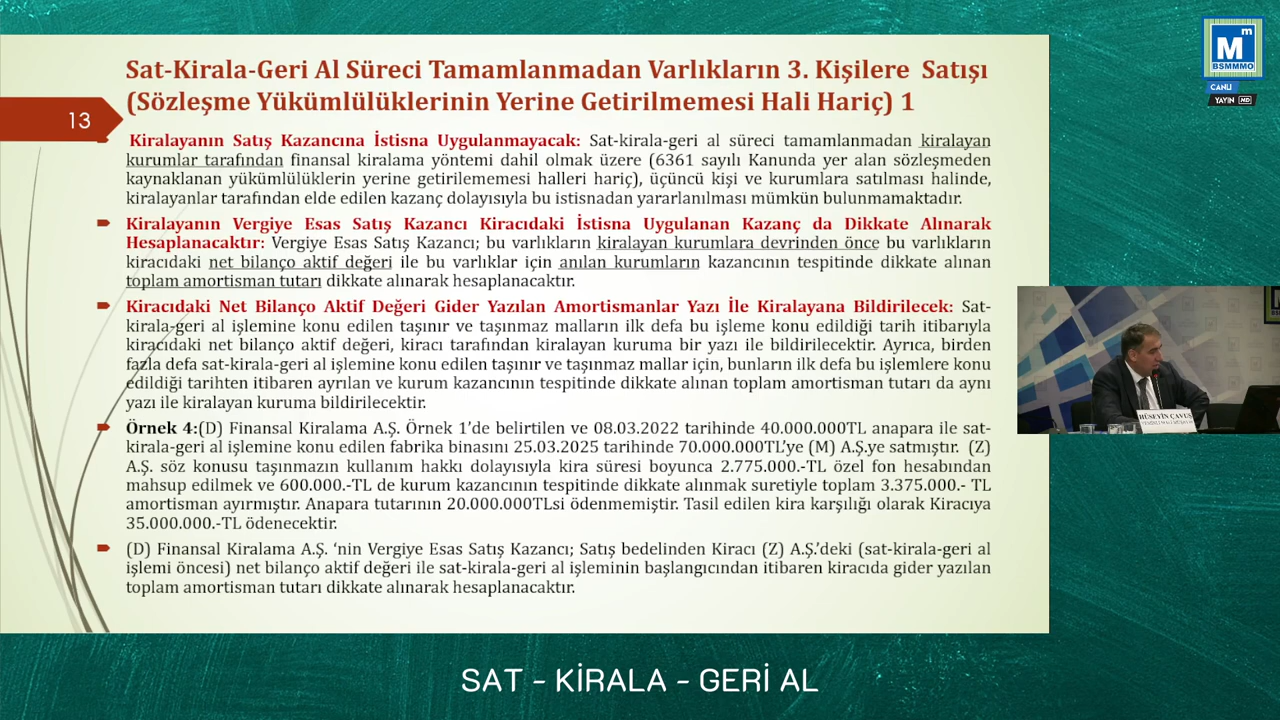 Sat-Kirala-Geri Al Süreci Tamamlanmadan Varlıkların 3. Kişilere Satışı
(Sözleşme Yükümlülüklerinin Yerine Getirilmemesi Hali Hariç) 1
13
Kiralayanın Satış Kazancına İstisna Uygulanmayacak: Sat-kirala-geri al süreci tamamlanmadan kiralayan
kurumlar tarafından finansal kiralama yöntemi dahil olmak üzere (6361 sayılı Kanunda yer alan sözleşmeden
kaynaklanan yükümlülüklerin yerine getirilememesi halleri hariç), üçüncü kişi ve kurumlara satılması halinde,
kiralayanlar tarafından elde edilen kazanç dolayısıyla bu istisnadan yararlanılması mümkün bulunmamaktadır.
Kiralayanın Vergiye Esas Satış Kazancı Kiracıdaki İstisna Uygulanan Kazanç da Dikkate Alınarak
Hesaplanacaktır: Vergiye Esas Satış Kazancı; bu varlıkların kiralayan kurumlara devrinden önce bu varlıkların
kiracıdaki net bilanço aktif değeri ile bu varlıklar için anılan kurumların kazancının tespitinde dikkate alınan
toplam amortisman tutarı dikkate alınarak hesaplanacaktır.
Kiracıdaki Net Bilanço Aktif Değeri Gider Yazılan Amortismanlar Yazı İle Kiralayana Bildirilecek: Sat-
kirala-geri al işlemine konu edilen taşınır ve taşınmaz malların ilk defa bu işleme konu edildiği tarih itibarıyla
kiracıdaki net bilanço aktif değeri, kiracı tarafından kiralayan kuruma bir yazı ile bildirilecektir. Ayrıca, birden
fazla defa sat-kirala-geri al işlemine konu edilen taşınır ve taşınmaz mallar için, bunların ilk defa bu işlemlere konu
edildiği tarihten itibaren ayrılan ve kurum kazancının tespitinde dikkate alınan toplam amortisman tutarı da aynı
yazı ile kiralayan kuruma bildirilecektir.
Örnek 4:(D) Finansal Kiralama A.Ş. Örnek 1’de belirtilen ve 08.03.2022 tarihinde 40.000.000TL anapara ile sat-
kirala-geri al işlemine konu edilen fabrika binasını 25.03.2025 tarihinde 70.000.000TL’ye (M) A.Ş.ye satmıştır. (Z)
A.Ş. söz konusu taşınmazın kullanım hakkı dolayısıyla kira süresi boyunca 2.775.000.-TL özel fon hesabından
mahsup edilmek ve 600.000.-TL de kurum kazancının tespitinde dikkate alınmak suretiyle toplam 3.375.000.- TL
amortisman ayırmıştır. Anapara tutarının 20.000.000TLsi ödenmemiştir. Tasil edilen kira karşılığı olarak Kiracıya
35.000.000.-TL ödenecektir.
(D) Finansal Kiralama A.Ş. ‘nin Vergiye Esas Satış Kazancı; Satış bedelinden Kiracı (Z) A.Ş.’deki (sat-kirala-geri al
işlemi öncesi) net bilanço aktif değeri ile sat-kirala-geri al işleminin başlangıcından itibaren kiracıda gider yazılan
toplam amortisman tutarı dikkate alınarak hesaplanacaktır.
M m
BSMMMO
CANLI
YAYIN HD
HÜSEYİN ÇAVUŞ
SAT - KİRALA - GERİ AL